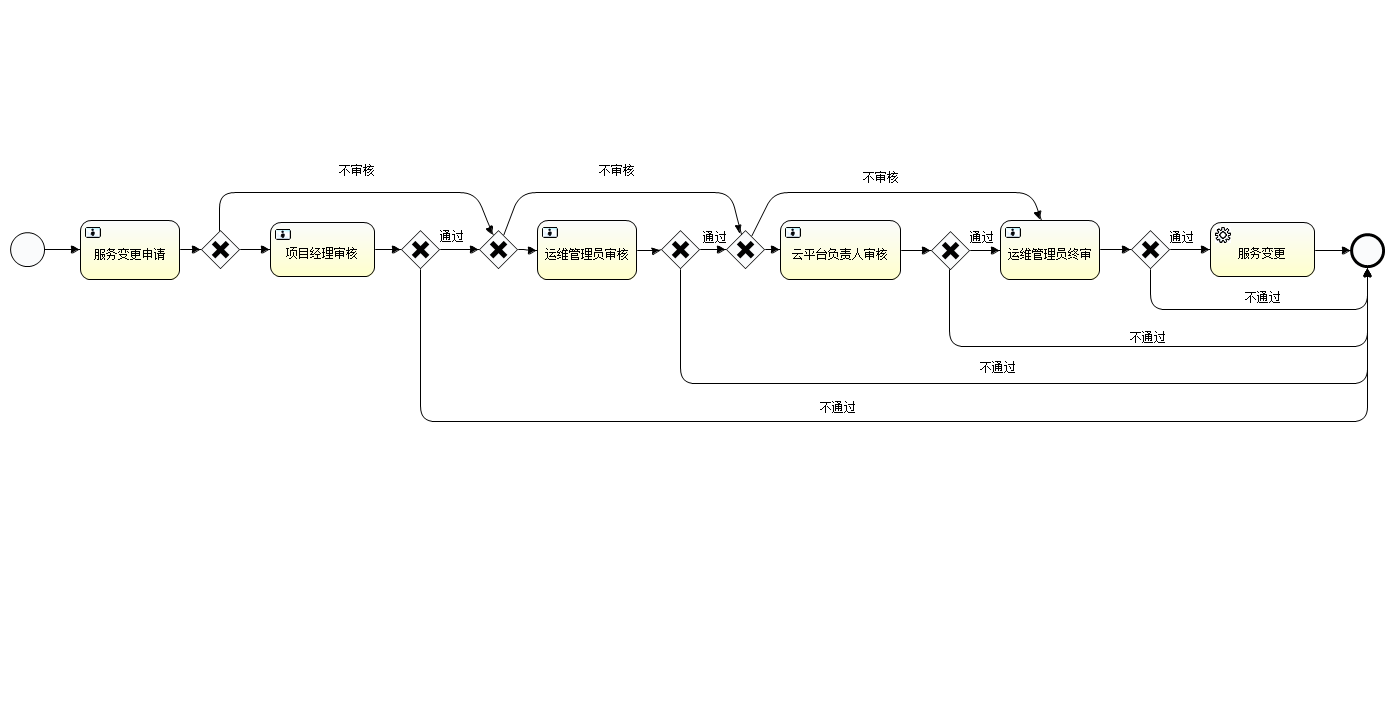 不审核
不审核
不审核
服务变更申请
项目经理审核
通过
运维管理员审核
通过
云平台负责人审核
通过
运维管理员终审
通过
服务变更
不通过
不通过
不通过
不通过